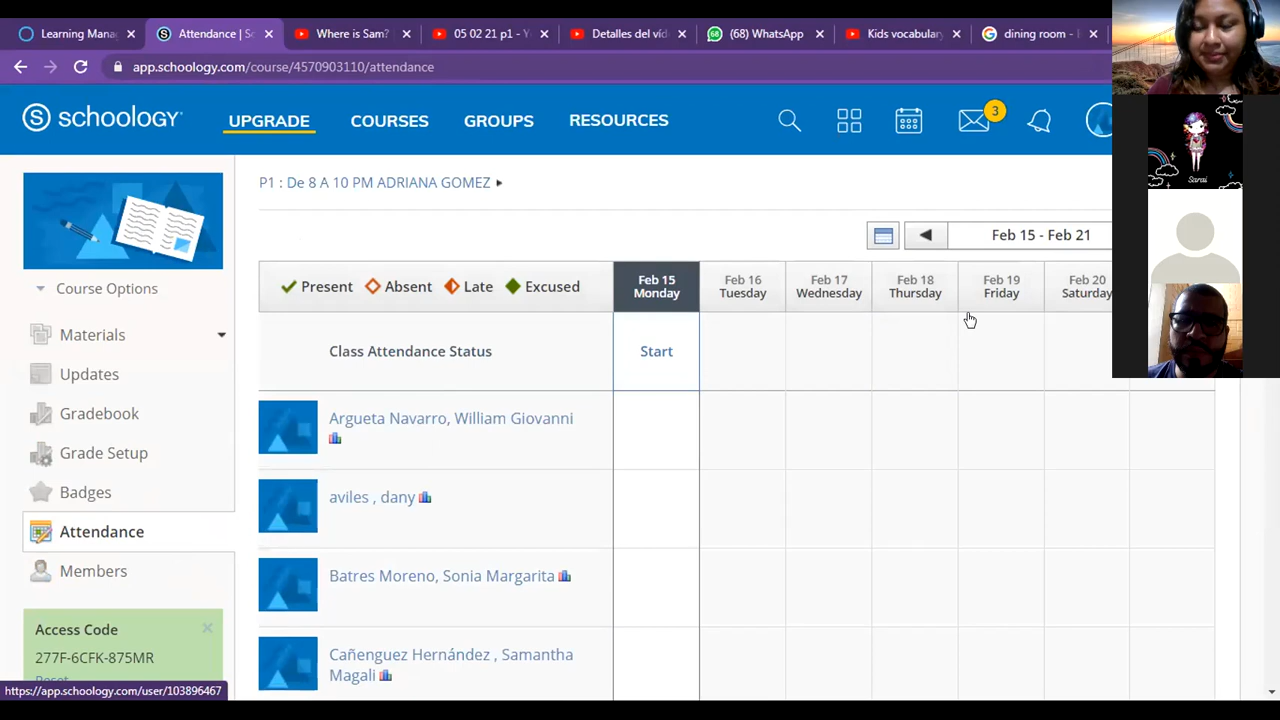 Learning Mana
Attendance | Sc
Where is Sam?
05 02 21 p1 - Y
Detalles del víd
(68) WhatsApp
Kids vocabular
dining room - B
app.schoology.com/course/4570903110/attendance
S schoology
UPGRADE
COURSES
GROUPS
RESOURCES
3
P1 : De 8 A 10 PM ADRIANA GOMEZ
Feb 15 - Feb 21
Present
Absent
Late
Excused
Feb 15
Monday
Feb 16
Tuesday
Feb 17
Wednesday
Feb 18
Thursday
Feb 19
Friday
Feb 20
Saturday
Class Attendance Status
Start
Argueta Navarro, William Giovanni
aviles , dany
Batres Moreno, Sonia Margarita
Cañenguez Hernández , Samantha
Magali
Course Options
Materials
Updates
Gradebook
Grade Setup
Badges
Attendance
Members
Access Code
277F-6CFK-875MR
Reset
https://app.schoology.com/user/103896467
Sarai